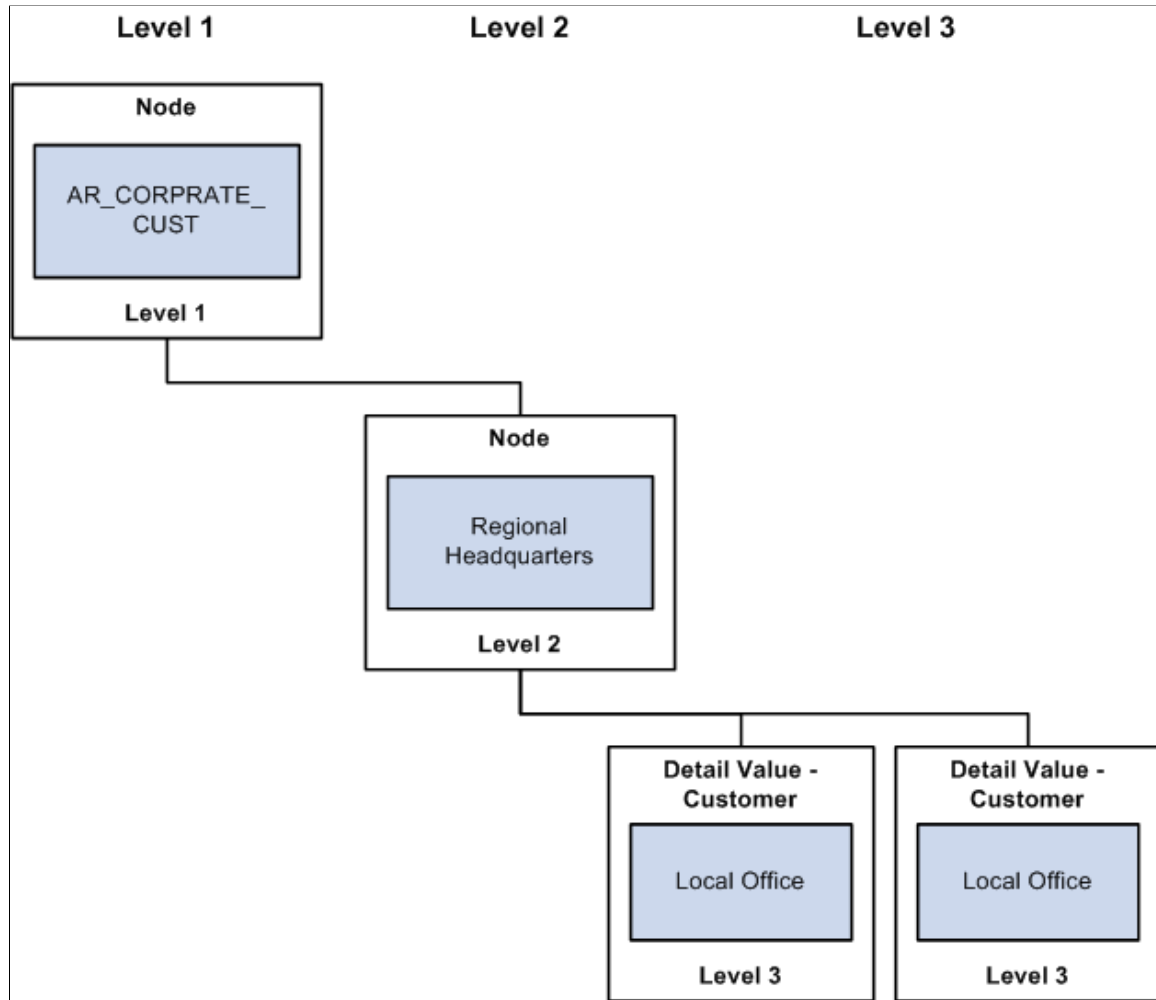 Level 1
Level 2
Level 3
Node
AR_CORPRATE_
CUST
Level 1
Node
Regional
Headquarters
Level 2
Detail Value -
Customer
Local Office
Level 3
Detail Value -
Customer
Local Office
Level 3